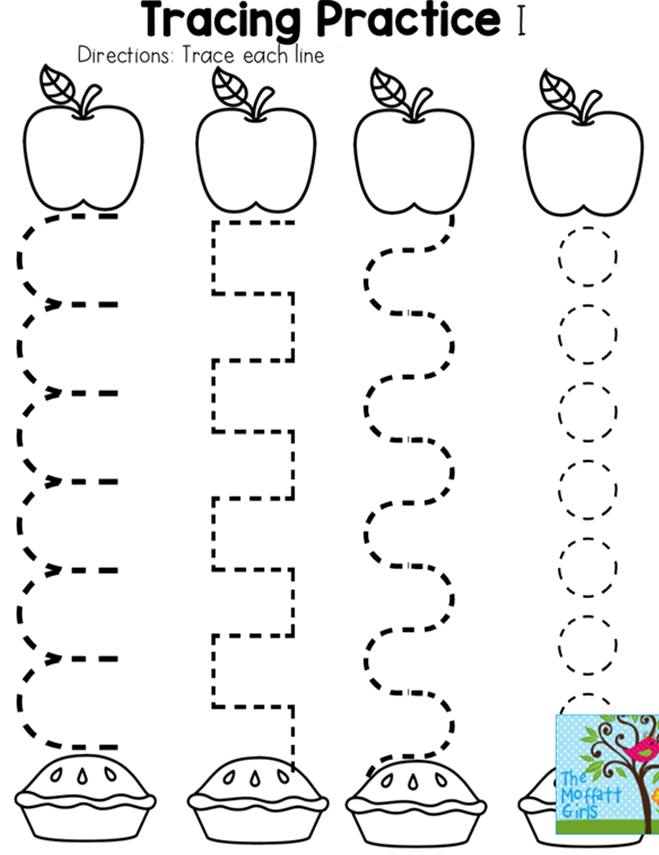 Tracing Practice I
Directions: Trace each line
The
Moffatt
Girls